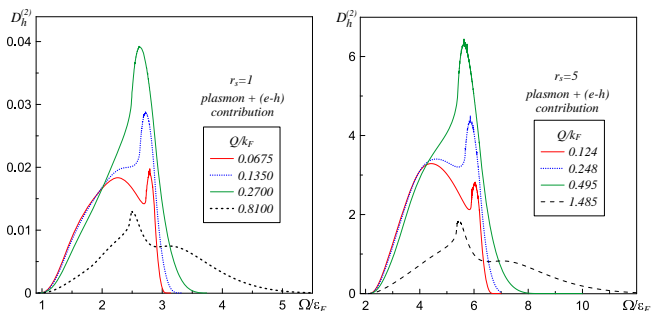 D_h^(2)
0.04
0.03
0.02
0.01
0.00
1
2
3
4
5
Ω/ε_F
r_s=1
plasmon + (e-h)
contribution
Q/k_F
0.0675
0.1350
0.2700
0.8100
D_h^(2)
6
4
2
0
2
4
6
8
10
Ω/ε_F
r_s=5
plasmon + (e-h)
contribution
Q/k_F
0.124
0.248
0.495
1.485